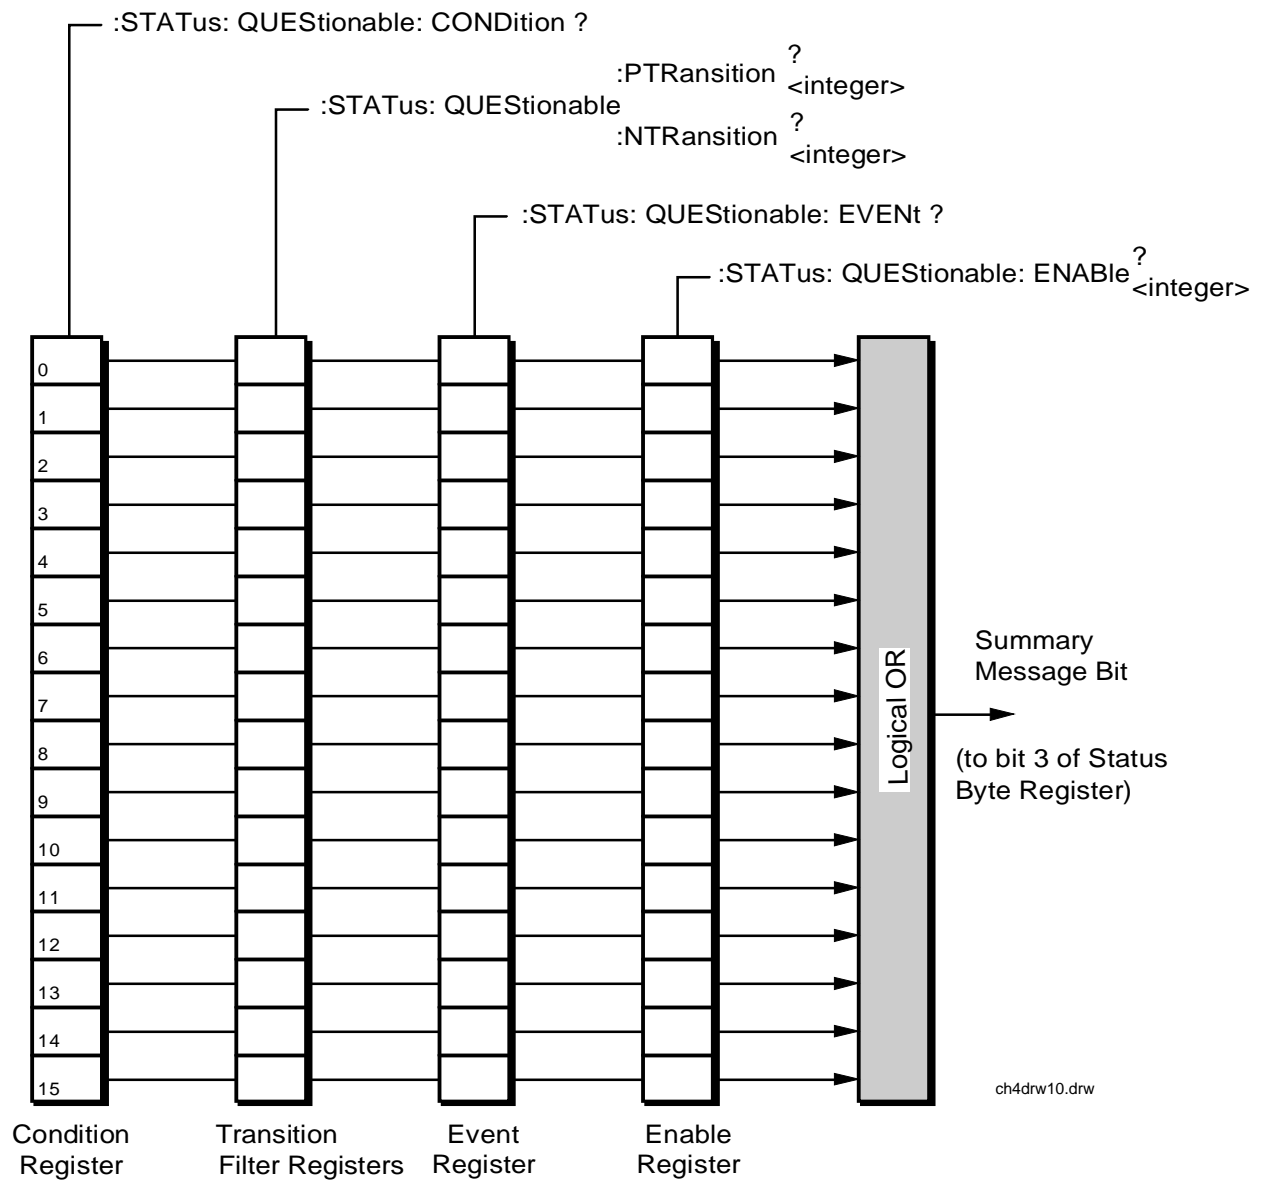 :STATus: QUEStionable: CONDition ?
:PTRansition ?
<integer>
:STATus: QUEStionable
:NTRansition ?
<integer>
:STATus: QUEStionable: EVENt ?
:STATus: QUEStionable: ENABle ?
<integer>
0
1
2
3
4
5
6
7
8
9
10
11
12
13
14
15
Logical OR
Summary
Message Bit
(to bit 3 of Status
Byte Register)
ch4drw10.drw
Condition
Register
Transition
Filter Registers
Event
Register
Enable
Register